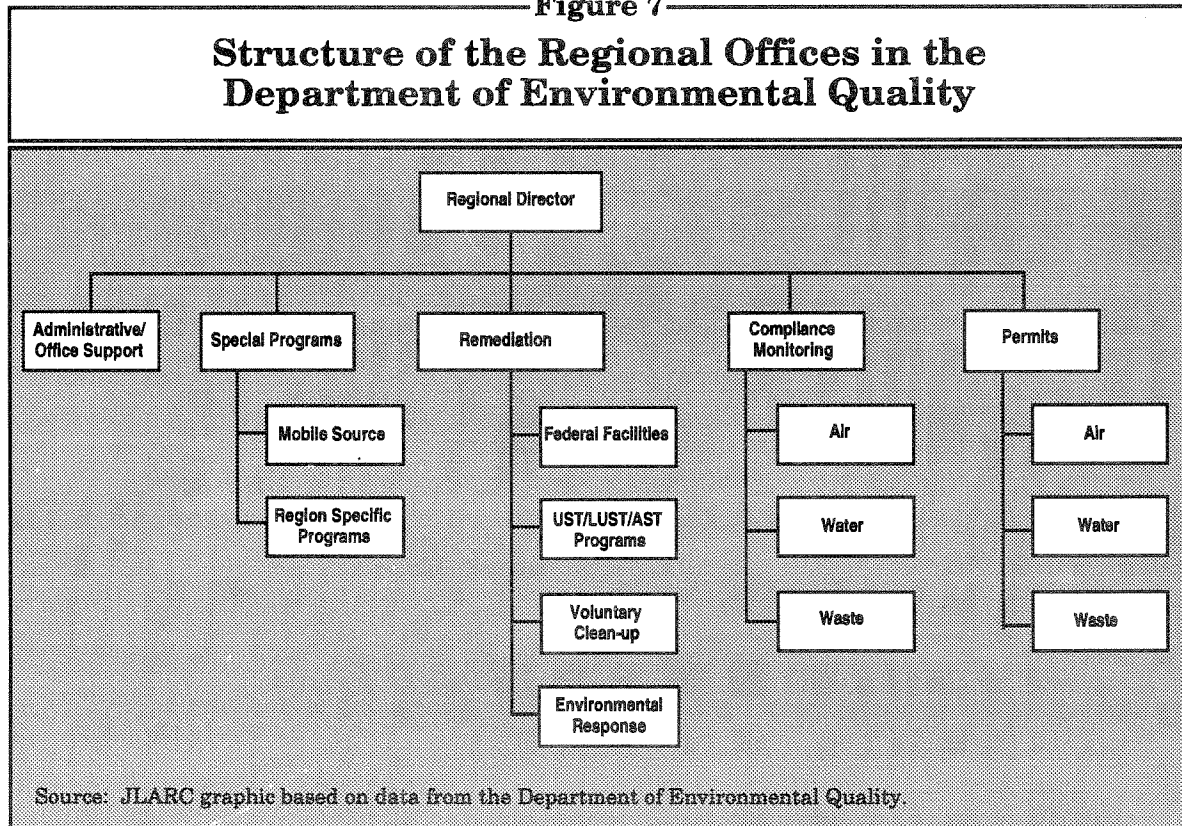 Figure 7
Structure of the Regional Offices in the
Department of Environmental Quality
Regional Director
Administrative/
Office Support
Special Programs
Remediation
Compliance
Monitoring
Permits
Mobile Source
Region Specific
Programs
Federal Facilities
UST/LUST/AST
Programs
Voluntary
Clean-up
Environmental
Response
Air
Water
Waste
Air
Water
Waste
Source: JLARC graphic based on data from the Department of Environmental Quality.